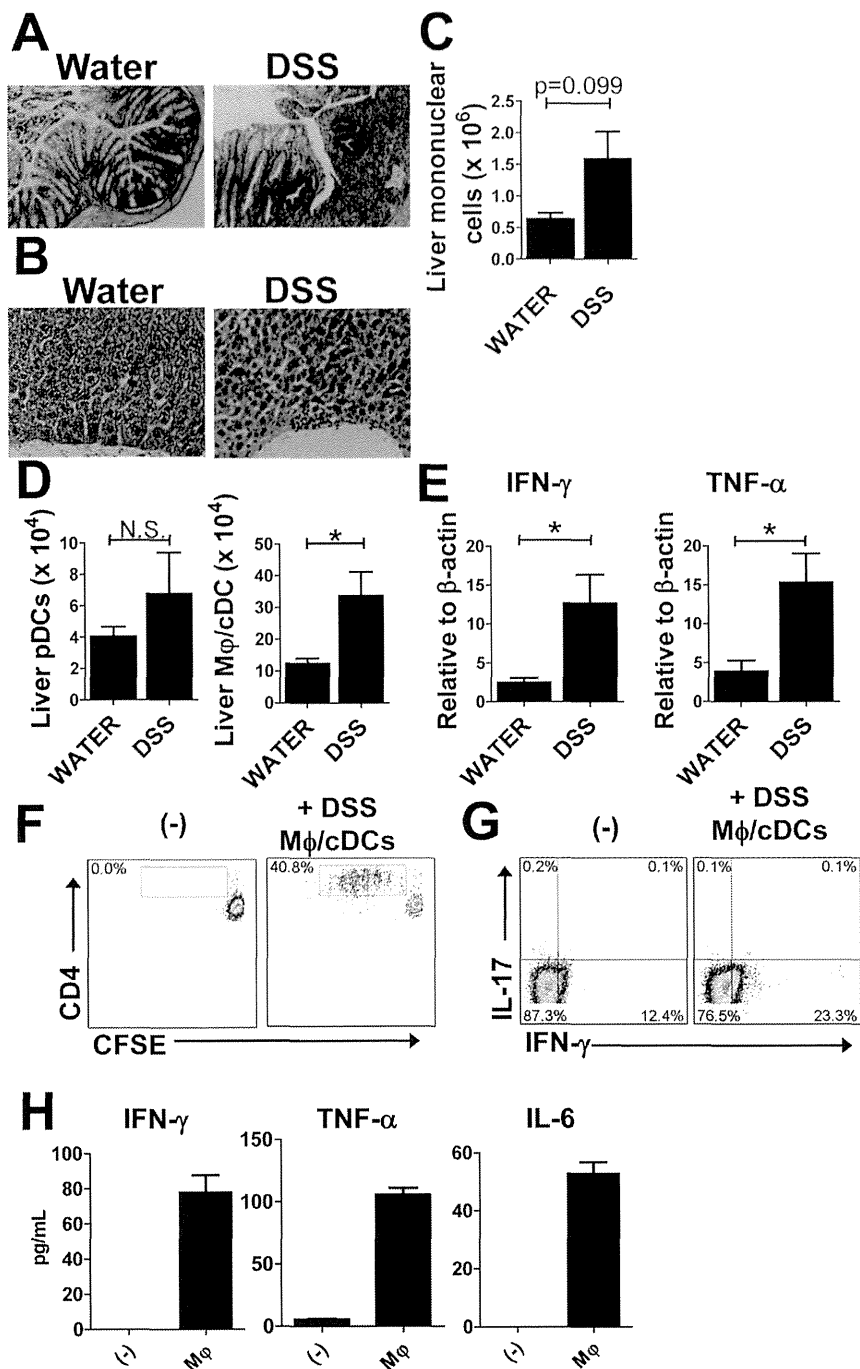 A
Water DSS
B
Water DSS
C
p=0.099
Liver mononuclear
cells (x 10⁶)
2.5
2.0
1.5
1.0
0.5
0.0
WATER DSS
D
N.S.
Liver pDCs (x 10⁴)
10
8
6
4
2
0
WATER DSS
*
Liver Mφ/cDC (x 10⁴)
50
40
30
20
10
0
WATER DSS
E
IFN-γ
*
Relative to β-actin
20
15
10
5
0
WATER DSS
TNF-α
*
Relative to β-actin
20
15
10
5
0
WATER DSS
F
(-)
+ DSS
Mϕ/cDCs
0.0%
40.8%
CD4
CFSE
G
(-)
+ DSS
Mϕ/cDCs
0.2% 0.1%
87.3% 12.4%
0.1% 0.1%
76.5% 23.3%
IL-17
IFN-γ
H
IFN-γ
pg/mL
100
80
60
40
20
0
(-) Mφ
TNF-α
150
100
50
0
(-) Mφ
IL-6
60
40
20
0
(-) Mφ